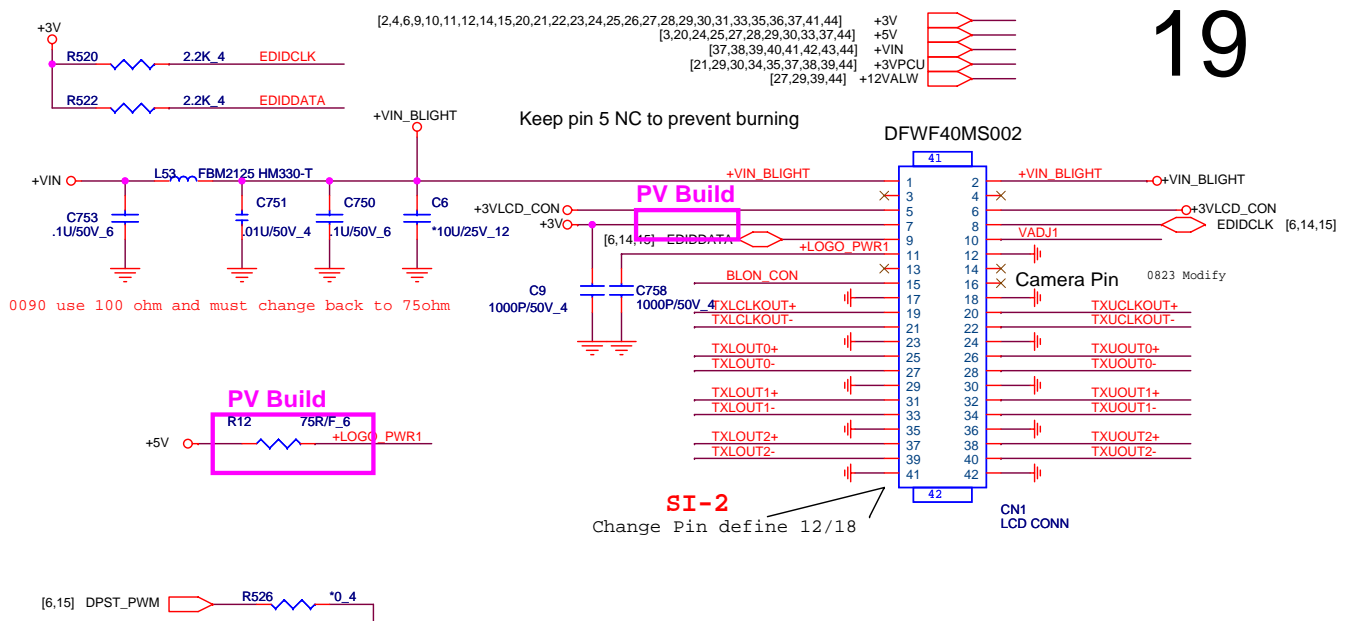 [2,4,6,9,10,11,12,14,15,20,21,22,23,24,25,26,27,28,29,30,31,33,35,36,37,41,44] +3V
[3,20,24,25,27,28,29,30,33,37,44] +5V
[37,38,39,40,41,42,43,44] +VIN
[21,29,30,34,35,37,38,39,44] +3VPCU
[27,29,39,44] +12VALW
19
+3V
R520 2.2K_4 EDIDCLK
R522 2.2K_4 EDIDDATA
+VIN_BLIGHT
Keep pin 5 NC to prevent burning
DFWF40MS002
+VIN
L53 FBM2125 HM330-T
C753
.1U/50V_6
C751
.01U/50V_4
C750
.1U/50V_6
C6
*10U/25V_12
0090 use 100 ohm and must change back to 75ohm
PV Build
+VIN_BLIGHT
+3VLCD_CON
+3V
[6,14,15] EDIDDATA
+LOGO_PWR1
BLON_CON
C9
1000P/50V_4
C758
1000P/50V_4
TXLCLKOUT+
TXLCLKOUT-
TXLOUT0+
TXLOUT0-
TXLOUT1+
TXLOUT1-
TXLOUT2+
TXLOUT2-
41
1 2
3 4
5 6
7 8
9 10
11 12
13 14
15 16
17 18
19 20
21 22
23 24
25 26
27 28
29 30
31 32
33 34
35 36
37 38
39 40
41 42
42
+VIN_BLIGHT +VIN_BLIGHT
+3VLCD_CON
EDIDCLK [6,14,15]
VADJ1
Camera Pin 0823 Modify
TXUCLKOUT+
TXUCLKOUT-
TXUOUT0+
TXUOUT0-
TXUOUT1+
TXUOUT1-
TXUOUT2+
TXUOUT2-
CN1
LCD CONN
PV Build
R12 75R/F_6
+5V +LOGO_PWR1
SI-2
Change Pin define 12/18
[6,15] DPST_PWM R526 *0_4